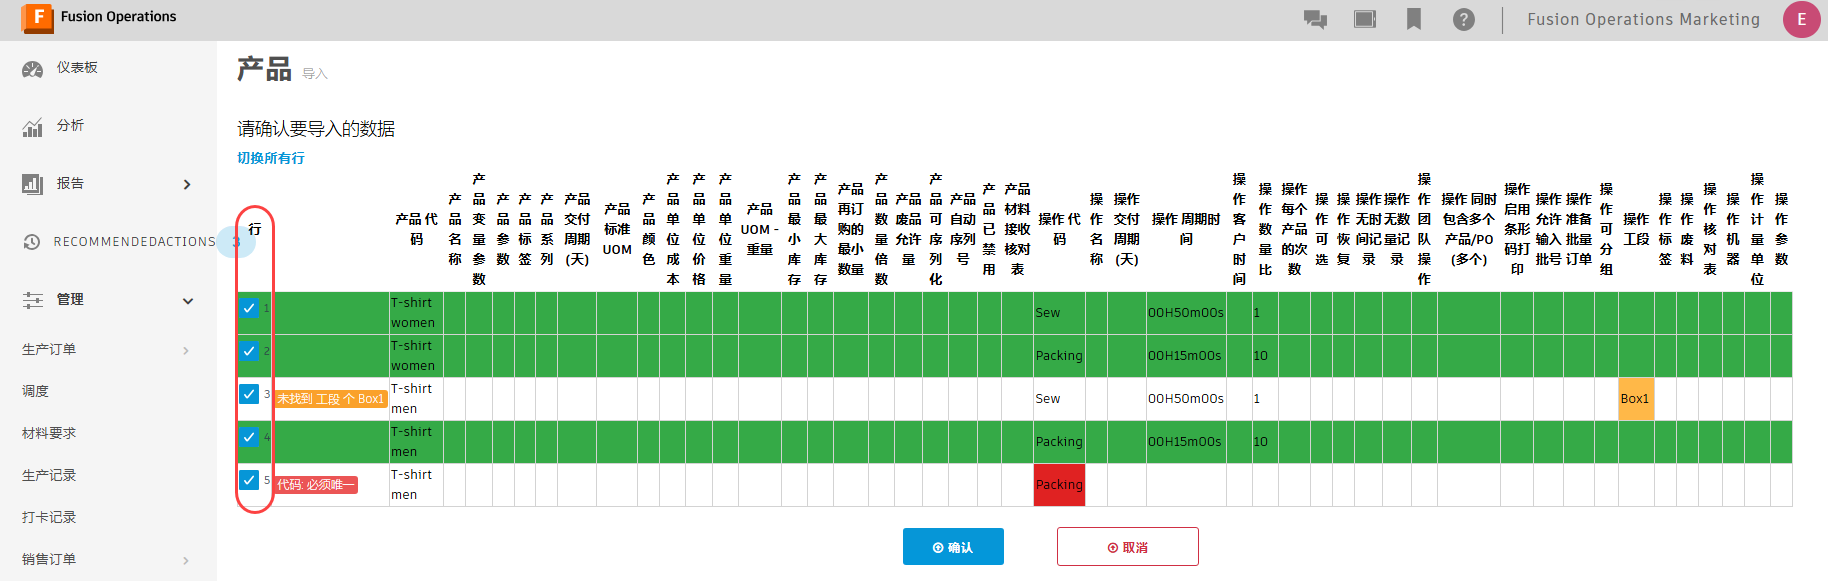 F Fusion Operations
Fusion Operations Marketing
E
仪表板
分析
报告
RECOMMENDEDACTIONS
3
管理
生产订单
调度
材料要求
生产记录
打卡记录
销售订单
产品 导入
请确认要导入的数据
切换所有行
行
产品 代码
产品名称
产品变量参数
产品参数
产品标签
产品系列
产品交付周期(天)
产品标准UOM
产品颜色
产品单位成本
产品单位价格
产品单位重量
产品UOM - 重量
产品最小库存
产品最大库存
产品再订购的最小数量
产品数量倍数
产品废品允许量
产品可序列化
产品自动序列号
产品已禁用
产品材料接收核对表
操作 代码
操作名称
操作交付周期(天)
操作 周期时间
操作客户时间
操作数量比
操作每个产品的次数
操作可选
操作恢复
操作无时间记录
操作无数量记录
操作团队操作
操作 同时包含多个产品/PO(多个)
操作启用条形码打印
操作允许输入批号
操作准备批量订单
操作可分组
操作工段
操作标签
操作废料
操作核对表
操作机器
操作计量单位
操作参数
1 T-shirt women Sew 00H50m00s 1
2 T-shirt women Packing 00H15m00s 10
3 未找到 工段 个 Box1 T-shirt men Sew 00H50m00s 1 Box1
4 T-shirt men Packing 00H15m00s 10
5 代码: 必须唯一 T-shirt men Packing
确认
取消